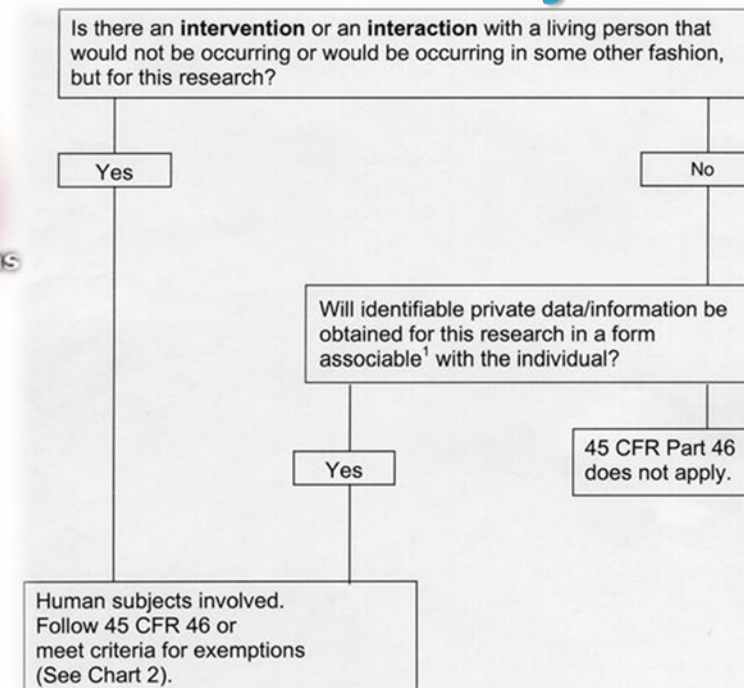 Is there an intervention or an interaction with a living person that
would not be occurring or would be occurring in some other fashion,
but for this research?
Yes
No
Will identifiable private data/information be
obtained for this research in a form
associable¹ with the individual?
Yes
45 CFR Part 46
does not apply.
Human subjects involved.
Follow 45 CFR 46 or
meet criteria for exemptions
(See Chart 2).